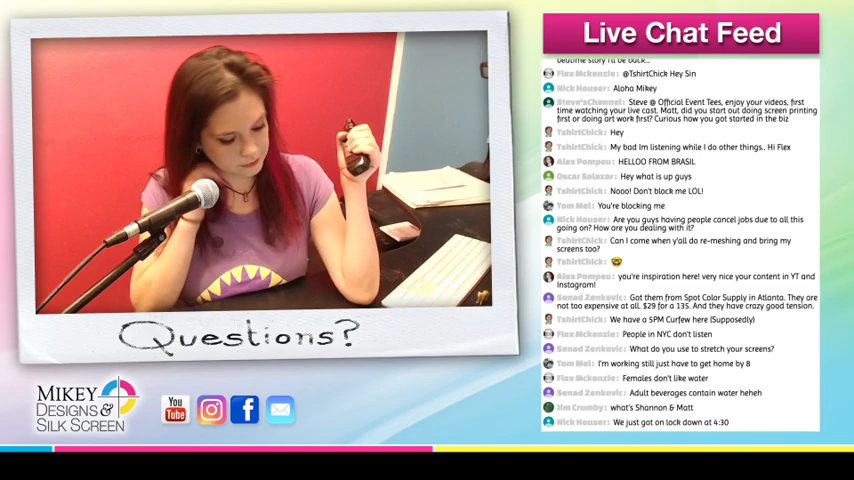 Live Chat Feed
bedtime story I'll be back...
Flex Mckenzie: @TshirtChick Hey Sin
Nick Houser: Aloha Mikey
Steve'sChannel: Steve @ Official Event Tees, enjoy your videos, first
time watching your live cast. Matt, did you start out doing screen printing
first or doing art work first? Curious how you got started in the biz
TshirtChick: Hey
TshirtChick: My bad Im listening while I do other things.. Hi Flex
Alex Pompeu: HELLOO FROM BRASIL
Oscar Salazar: Hey what is up guys
TshirtChick: Nooo! Don't block me LOL!
Tom Mel: You're blocking me
Nick Houser: Are you guys having people cancel jobs due to all this
going on? How are you dealing with it?
TshirtChick: Can I come when y'all do re-meshing and bring my
screens too?
TshirtChick: 🤓
Alex Pompeu: you're inspiration here! very nice your content in YT and
Instagram!
Senad Zenkovic: Got them from Spot Color Supply in Atlanta. They are
not too expensive at all. $29 for a 135. And they have crazy good tension.
TshirtChick: We have a 5PM Curfew here (Supposedly)
Flex Mckenzie: People in NYC don't listen
Senad Zenkovic: What do you use to stretch your screens?
Tom Mel: I'm working still just have to get home by 8
Flex Mckenzie: Females don't like water
Senad Zenkovic: Adult beverages contain water heheh
Jim Crumby: what's Shannon & Matt
Nick Houser: We just got on lock down at 4:30
Questions?
MIKEY
DESIGNS &
SILK SCREEN
You
Tube